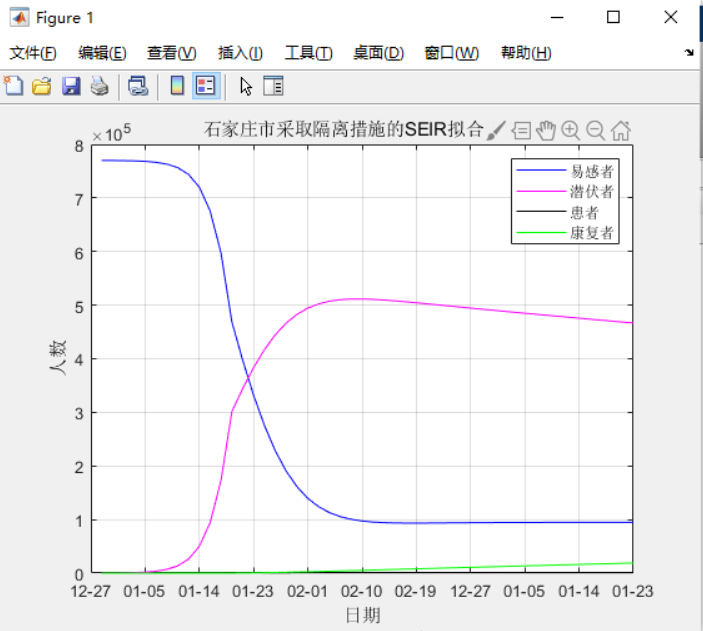 Figure 1
文件(F) 编辑(E) 查看(V) 插入(I) 工具(T) 桌面(D) 窗口(W) 帮助(H)
石家庄市采取隔离措施的SEIR拟合
×10⁵
8
7
6
5
4
3
2
1
0
人数
易感者
潜伏者
患者
康复者
12-27 01-05 01-14 01-23 02-01 02-10 02-19 12-27 01-05 01-14 01-23
日期